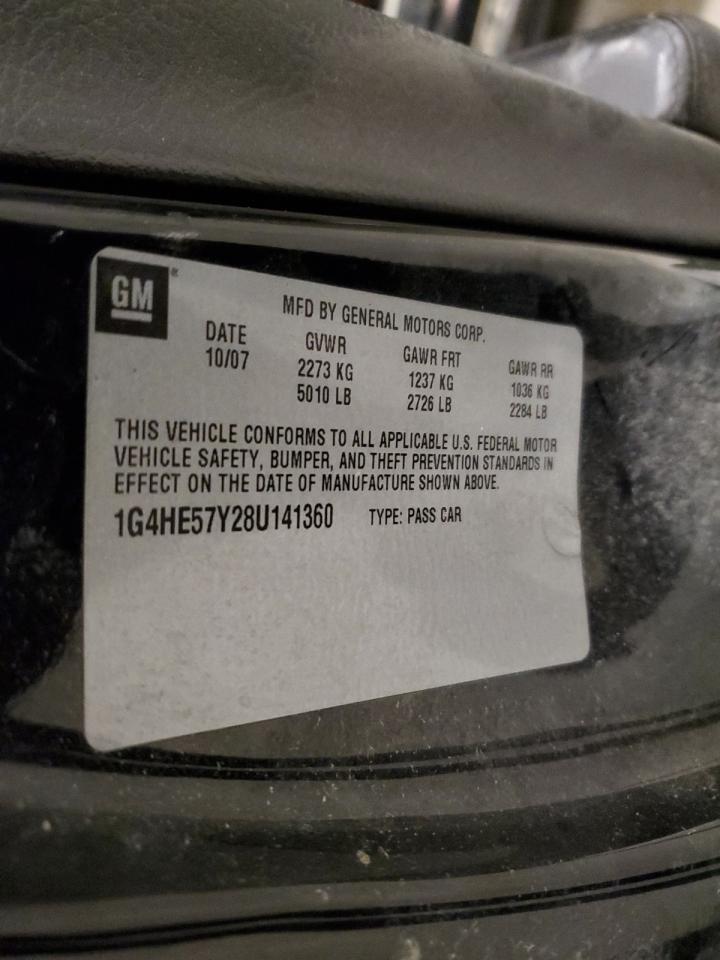 GM®
MFD BY GENERAL MOTORS CORP.
DATE GVWR GAWR FRT GAWR RR
10/07 2273 KG 1237 KG 1036 KG
5010 LB 2726 LB 2284 LB
THIS VEHICLE CONFORMS TO ALL APPLICABLE U.S. FEDERAL MOTOR
VEHICLE SAFETY, BUMPER, AND THEFT PREVENTION STANDARDS IN
EFFECT ON THE DATE OF MANUFACTURE SHOWN ABOVE.
1G4HE57Y28U141360 TYPE: PASS CAR